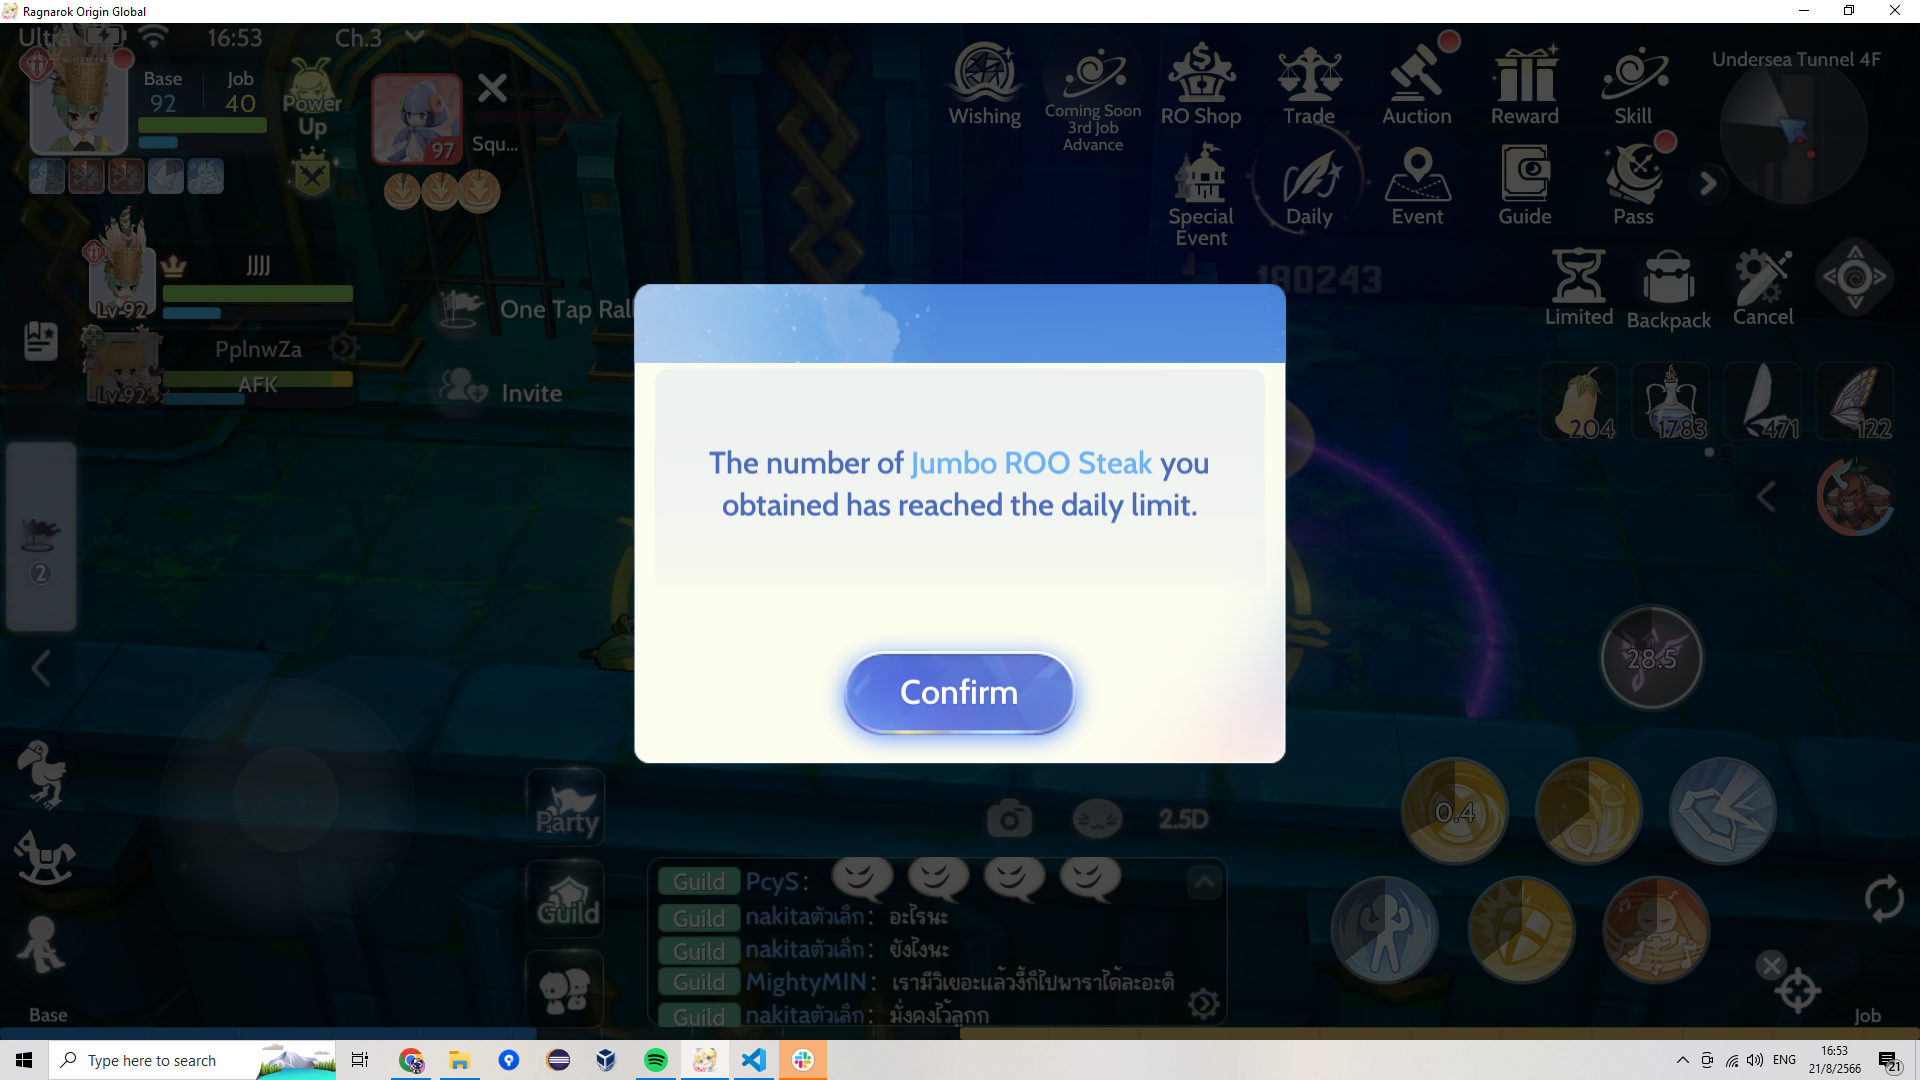 Ragnarok Origin Global
Ultra 16:53 Ch.3
Base 92 Job 40
Power Up
97 Squ...
Wishing
Coming Soon
3rd Job
Advance
RO Shop
Trade
Auction
Reward
Skill
Undersea Tunnel 4F
Special
Event
Daily
Event
Guide
Pass
Limited
Backpack
Cancel
180243
JJJJ
Lv-92
One Tap Rall
PplnwZa
AFK
Lv-92
Invite
204
1783
471
122
2
The number of Jumbo ROO Steak you
obtained has reached the daily limit.
Confirm
28.5
0.4
Party
Guild
2.5D
Guild PcyS:
Guild nakitaตัวเล็ก: อะไรนะ
Guild nakitaตัวเล็ก: ยังไงนะ
Guild MightyMIN: เรามีวิเยอะแล้วงี้ก็ไปพาราได้ละอะดิ
Guild nakitaตัวเล็ก: มั่งคงไว้ลูกก
Base
Job
Type here to search
ENG
16:53
21/8/2566
21